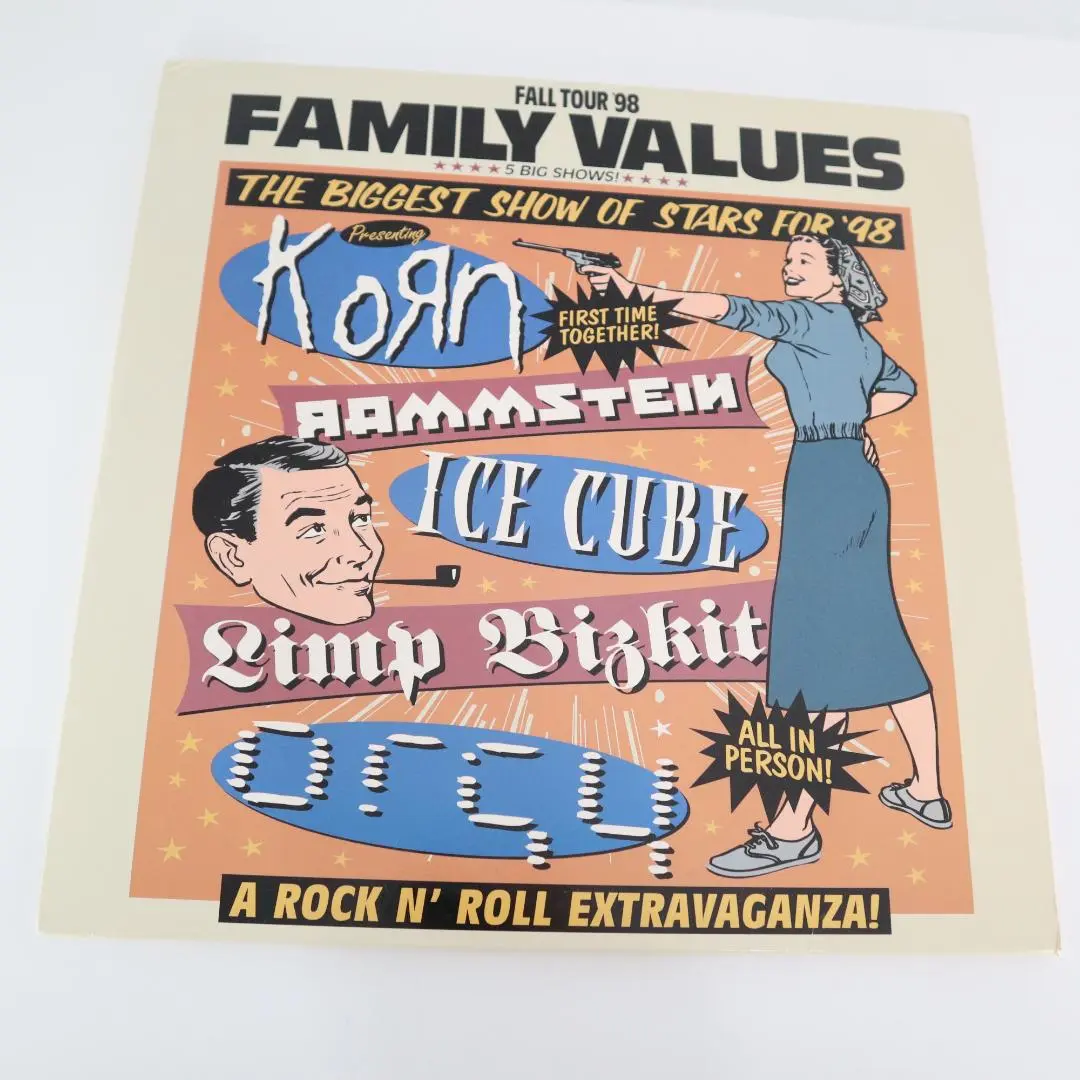 FALL TOUR '98
FAMILY VALUES
★★★★ 5 BIG SHOWS! ★★★★
THE BIGGEST SHOW OF STARS FOR '98
Presenting
KoЯn
FIRST TIME
TOGETHER!
RAMMSTEIN
ICE CUBE
Limp Bizkit
orgy
ALL IN
PERSON!
A ROCK N' ROLL EXTRAVAGANZA!